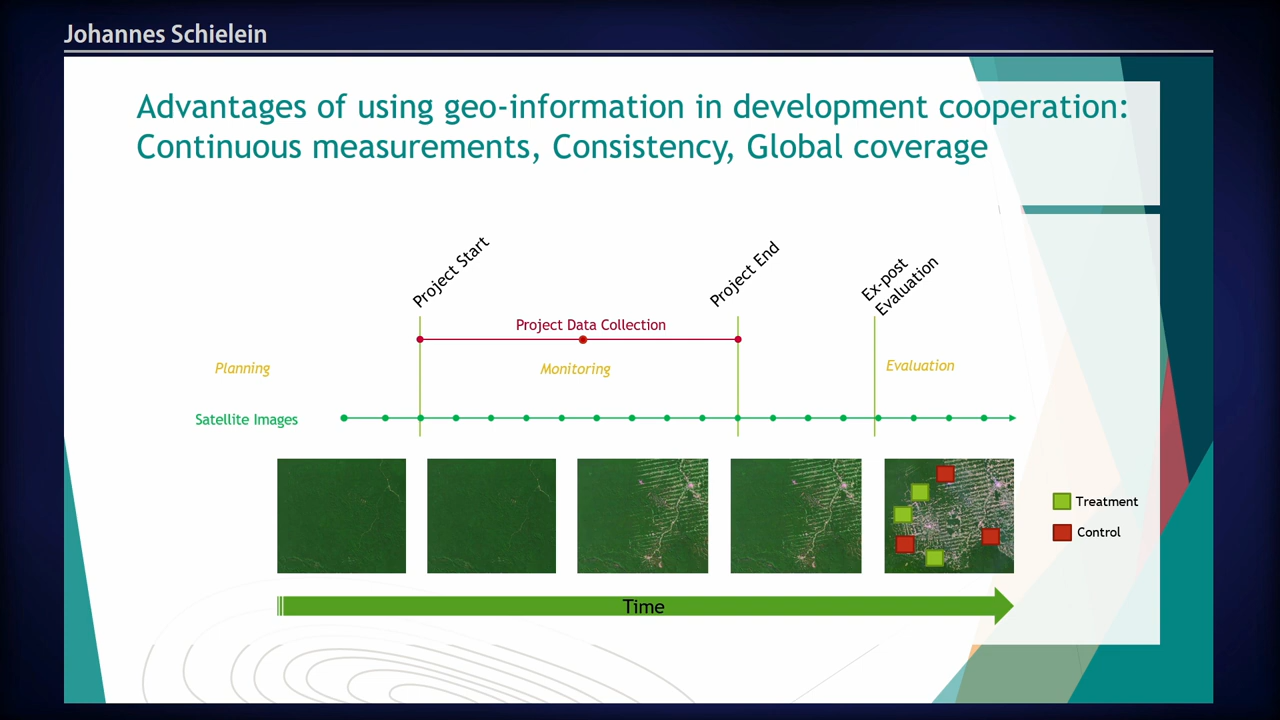 Johannes Schielein
Advantages of using geo-information in development cooperation:
Continuous measurements, Consistency, Global coverage
Project Start
Project End
Ex-post
Evaluation
Project Data Collection
Planning
Monitoring
Evaluation
Satellite Images
Treatment
Control
Time